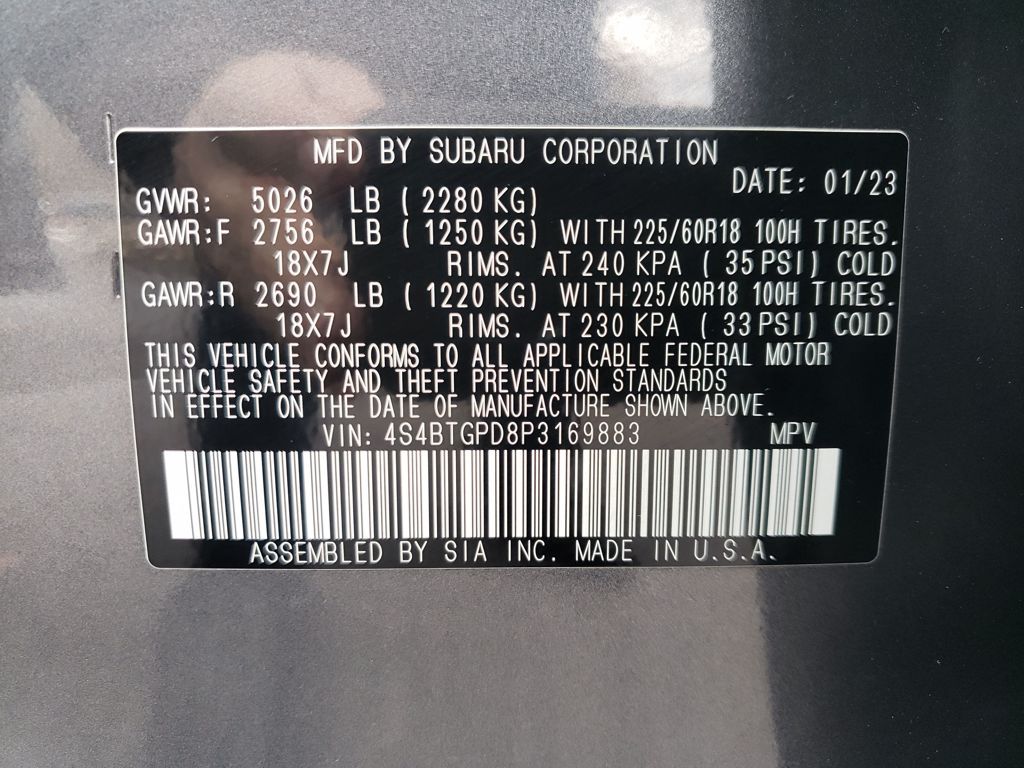 MFD BY SUBARU CORPORATION
DATE: 01/23
GVWR: 5026 LB ( 2280 KG)
GAWR:F 2756 LB ( 1250 KG) WITH 225/60R18 100H TIRES.
18X7J RIMS. AT 240 KPA ( 35 PSI) COLD
GAWR:R 2690 LB ( 1220 KG) WITH 225/60R18 100H TIRES.
18X7J RIMS. AT 230 KPA ( 33 PSI) COLD
THIS VEHICLE CONFORMS TO ALL APPLICABLE FEDERAL MOTOR
VEHICLE SAFETY AND THEFT PREVENTION STANDARDS
IN EFFECT ON THE DATE OF MANUFACTURE SHOWN ABOVE.
VIN: 4S4BTGPD8P3169883 MPV
ASSEMBLED BY SIA INC. MADE IN U.S.A.